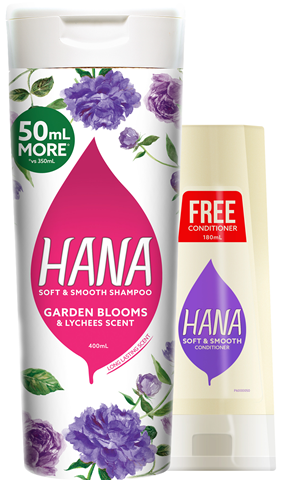 50mL
MORE*
*vs 350mL
HANA
SOFT & SMOOTH SHAMPOO
GARDEN BLOOMS
& LYCHEES SCENT
400mL
LONG LASTING SCENT
FREE
CONDITIONER
180mL
HANA
SOFT & SMOOTH
CONDITIONER